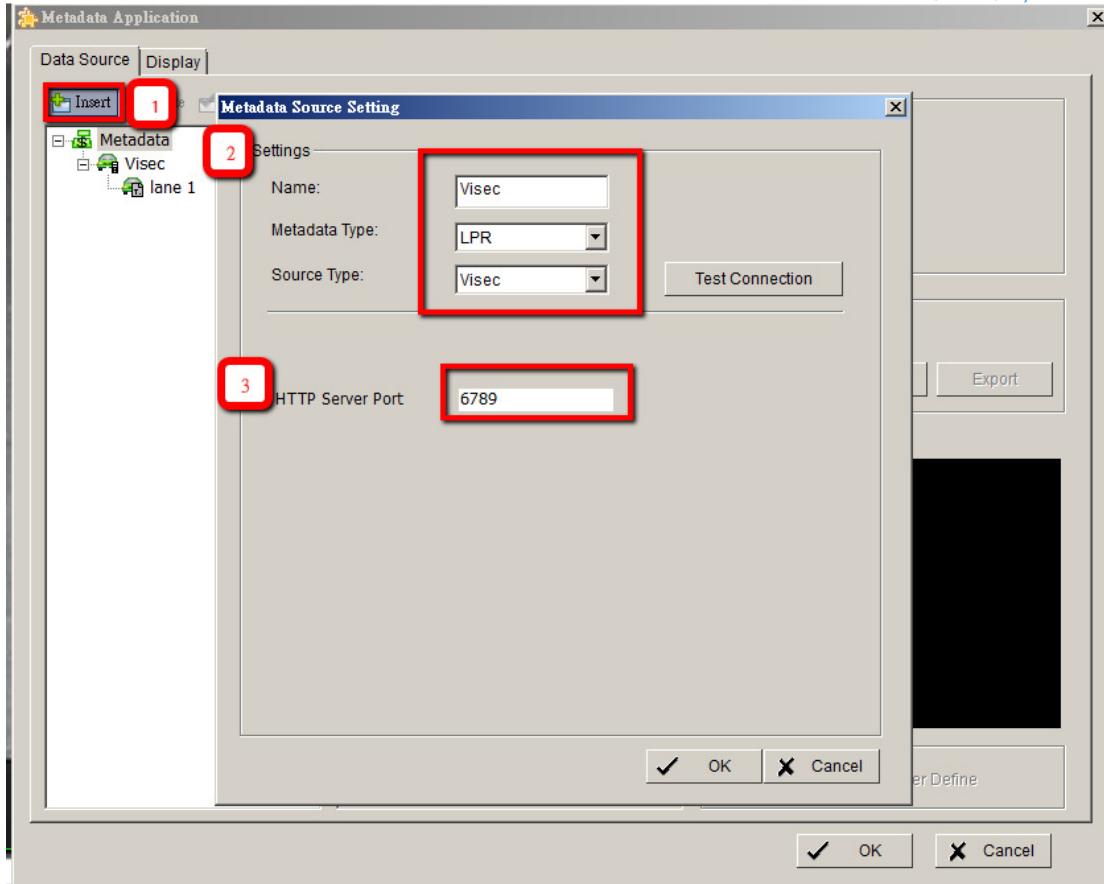 Metadata Application
Data Source
Display
Insert
1
e
Metadata
Visec
lane 1
Metadata Source Setting
2
Settings
Name:
Visec
Metadata Type:
LPR
Source Type:
Visec
Test Connection
3
HTTP Server Port
6789
OK
Cancel
Export
er Define
OK
Cancel